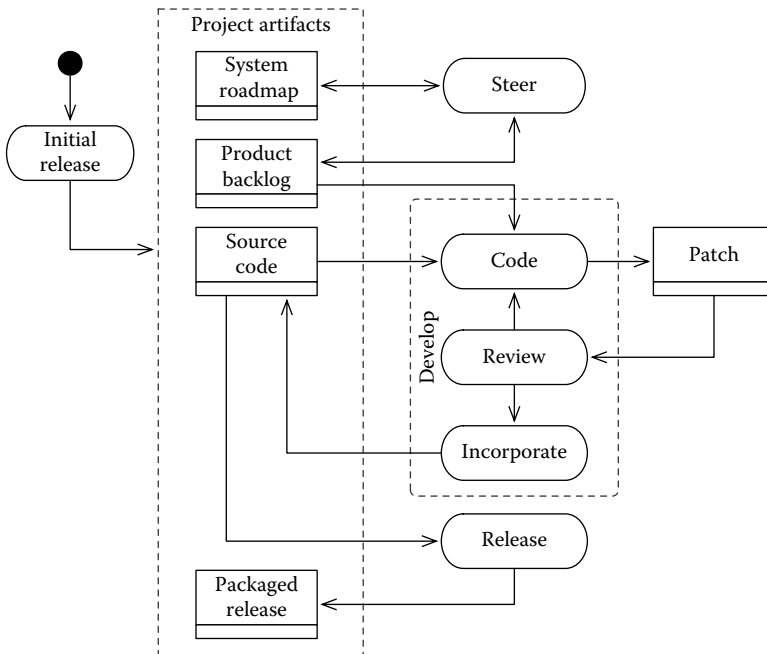 Project artifacts
System
roadmap
Steer
Initial
release
Product
backlog
Source
code
Code
Patch
Develop
Review
Incorporate
Release
Packaged
release